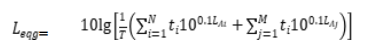 L_{eqg=} 10lg[\frac{1}{T}(\sum_{i=1}^{N} t_i 10^{0.1L_{Ai}} + \sum_{j=1}^{M} t_j 10^{0.1L_{Aj}})]